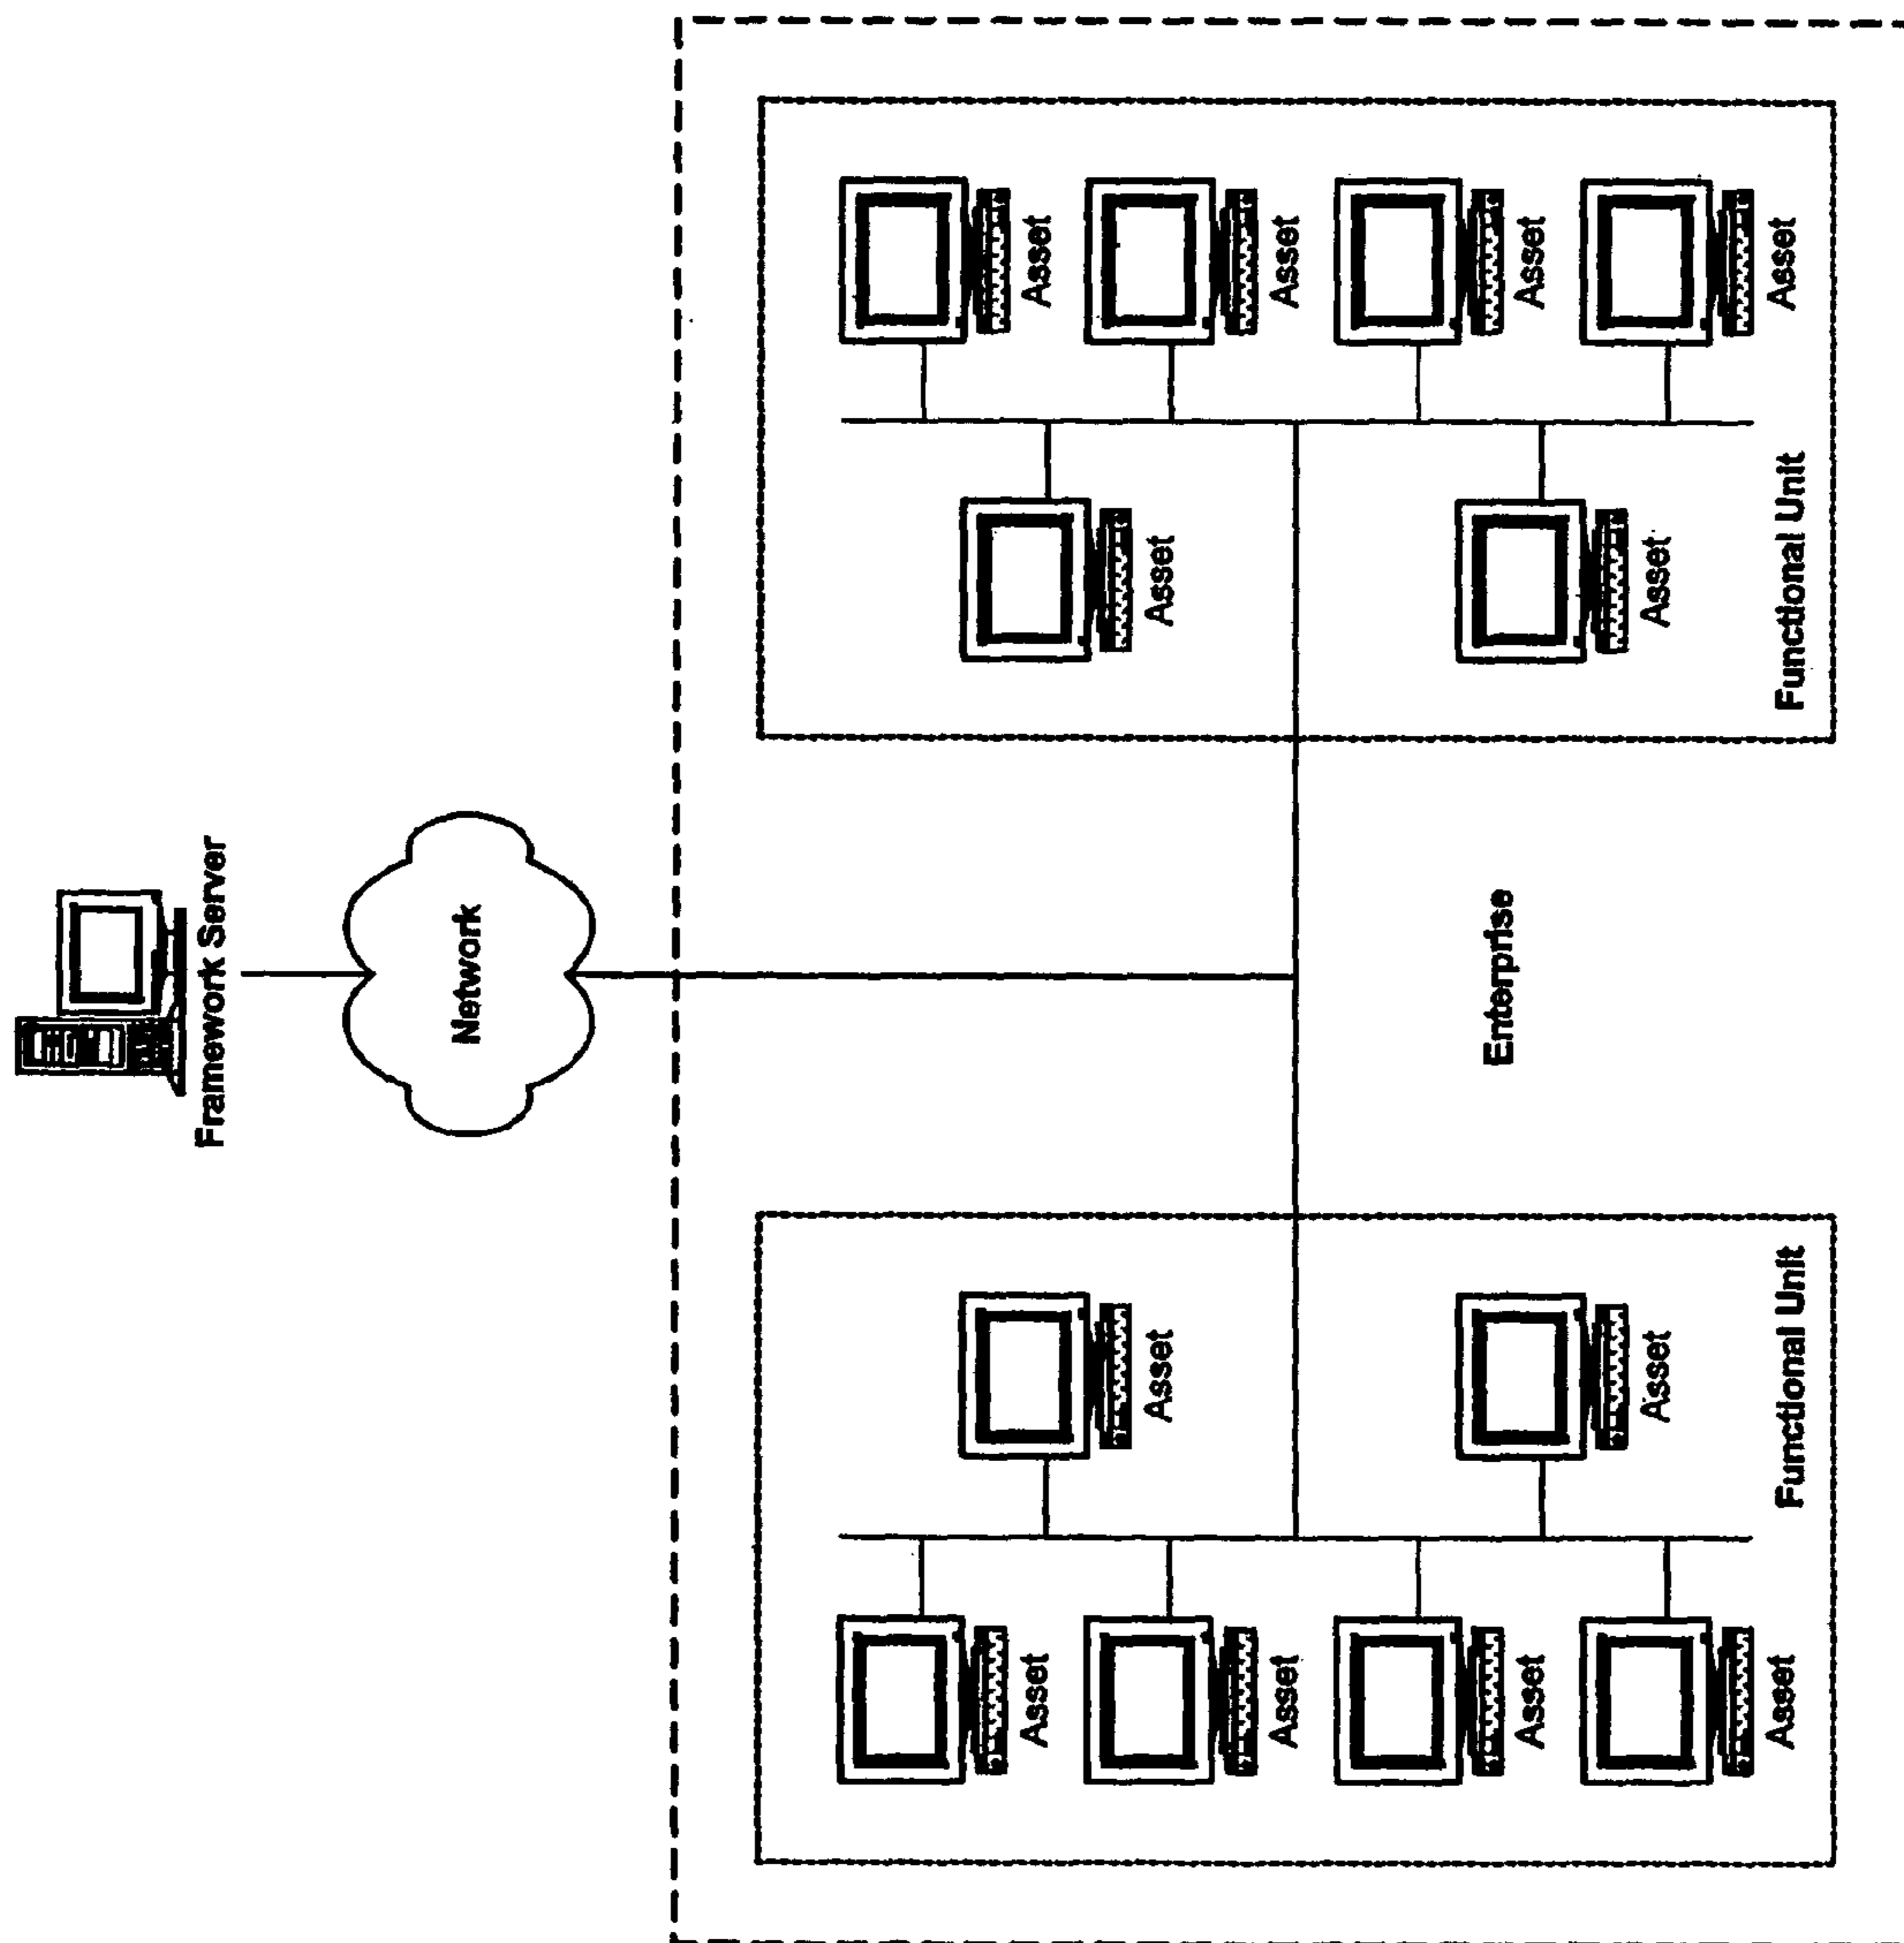 Framework Server
Network
Asset
Asset
Asset
Asset
Asset
Asset
Enterprise
Asset
Asset
Asset
Asset
Asset
Functional Unit
Functional Unit
Asset